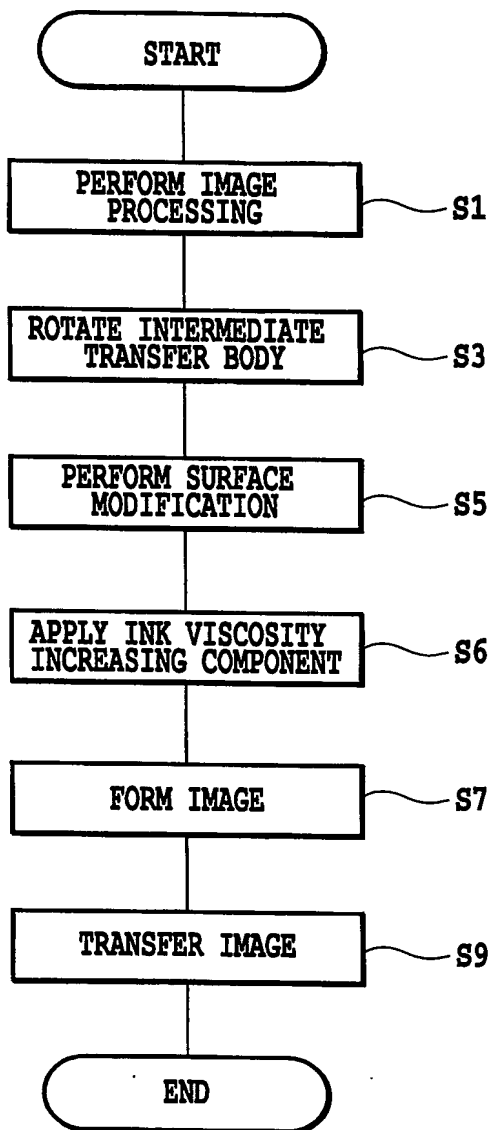 START
PERFORM IMAGE
PROCESSING
S1
ROTATE INTERMEDIATE
TRANSFER BODY
S3
PERFORM SURFACE
MODIFICATION
S5
APPLY INK VISCOSITY
INCREASING COMPONENT
S6
FORM IMAGE
S7
TRANSFER IMAGE
S9
END